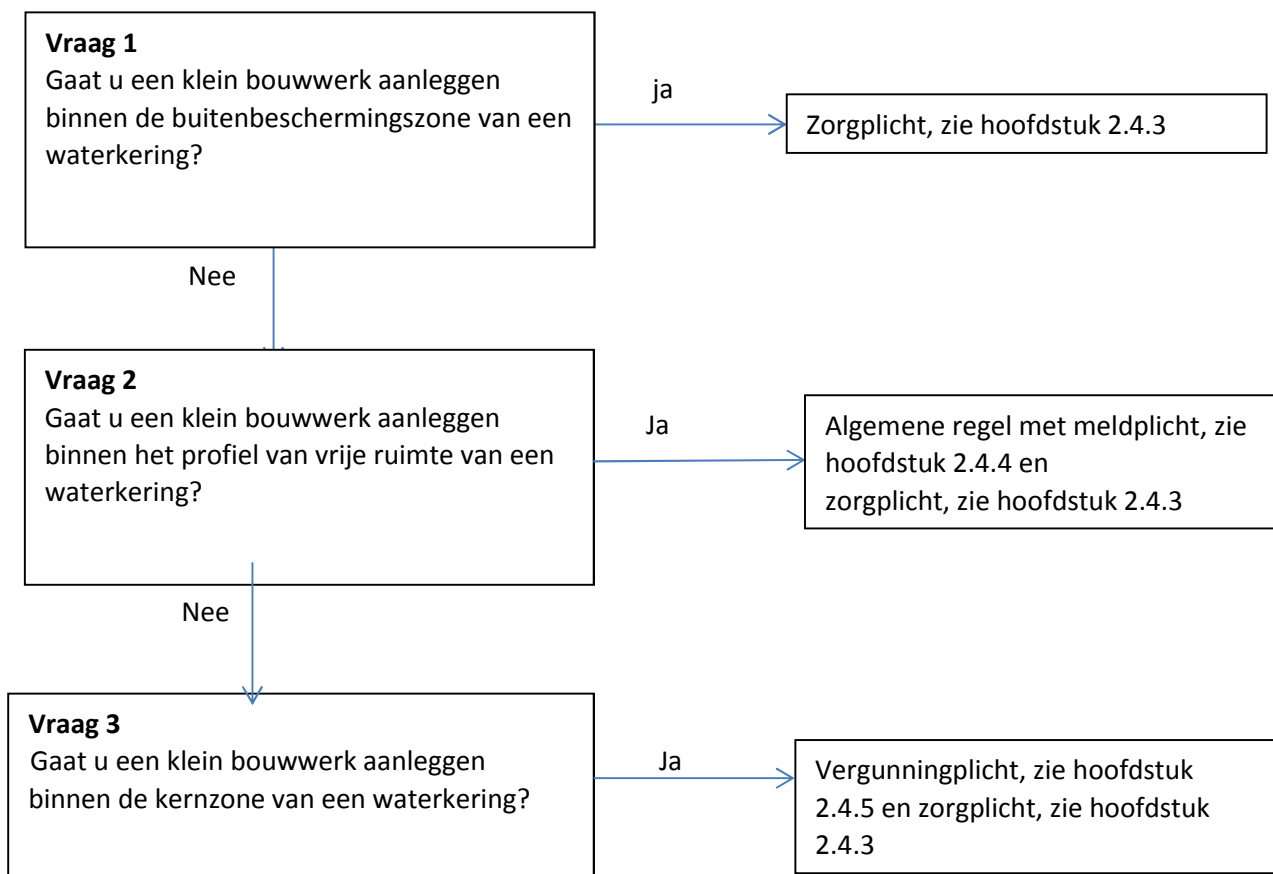 Vraag 1
Gaat u een klein bouwwerk aanleggen
binnen de buitenbeschermingszone van een
waterkering?
ja
Zorgplicht, zie hoofdstuk 2.4.3
Nee
Vraag 2
Gaat u een klein bouwwerk aanleggen
binnen het profiel van vrije ruimte van een
waterkering?
Ja
Algemene regel met meldplicht, zie
hoofdstuk 2.4.4 en
zorgplicht, zie hoofdstuk 2.4.3
Nee
Vraag 3
Gaat u een klein bouwwerk aanleggen
binnen de kernzone van een waterkering?
Ja
Vergunningplicht, zie hoofdstuk
2.4.5 en zorgplicht, zie hoofdstuk
2.4.3